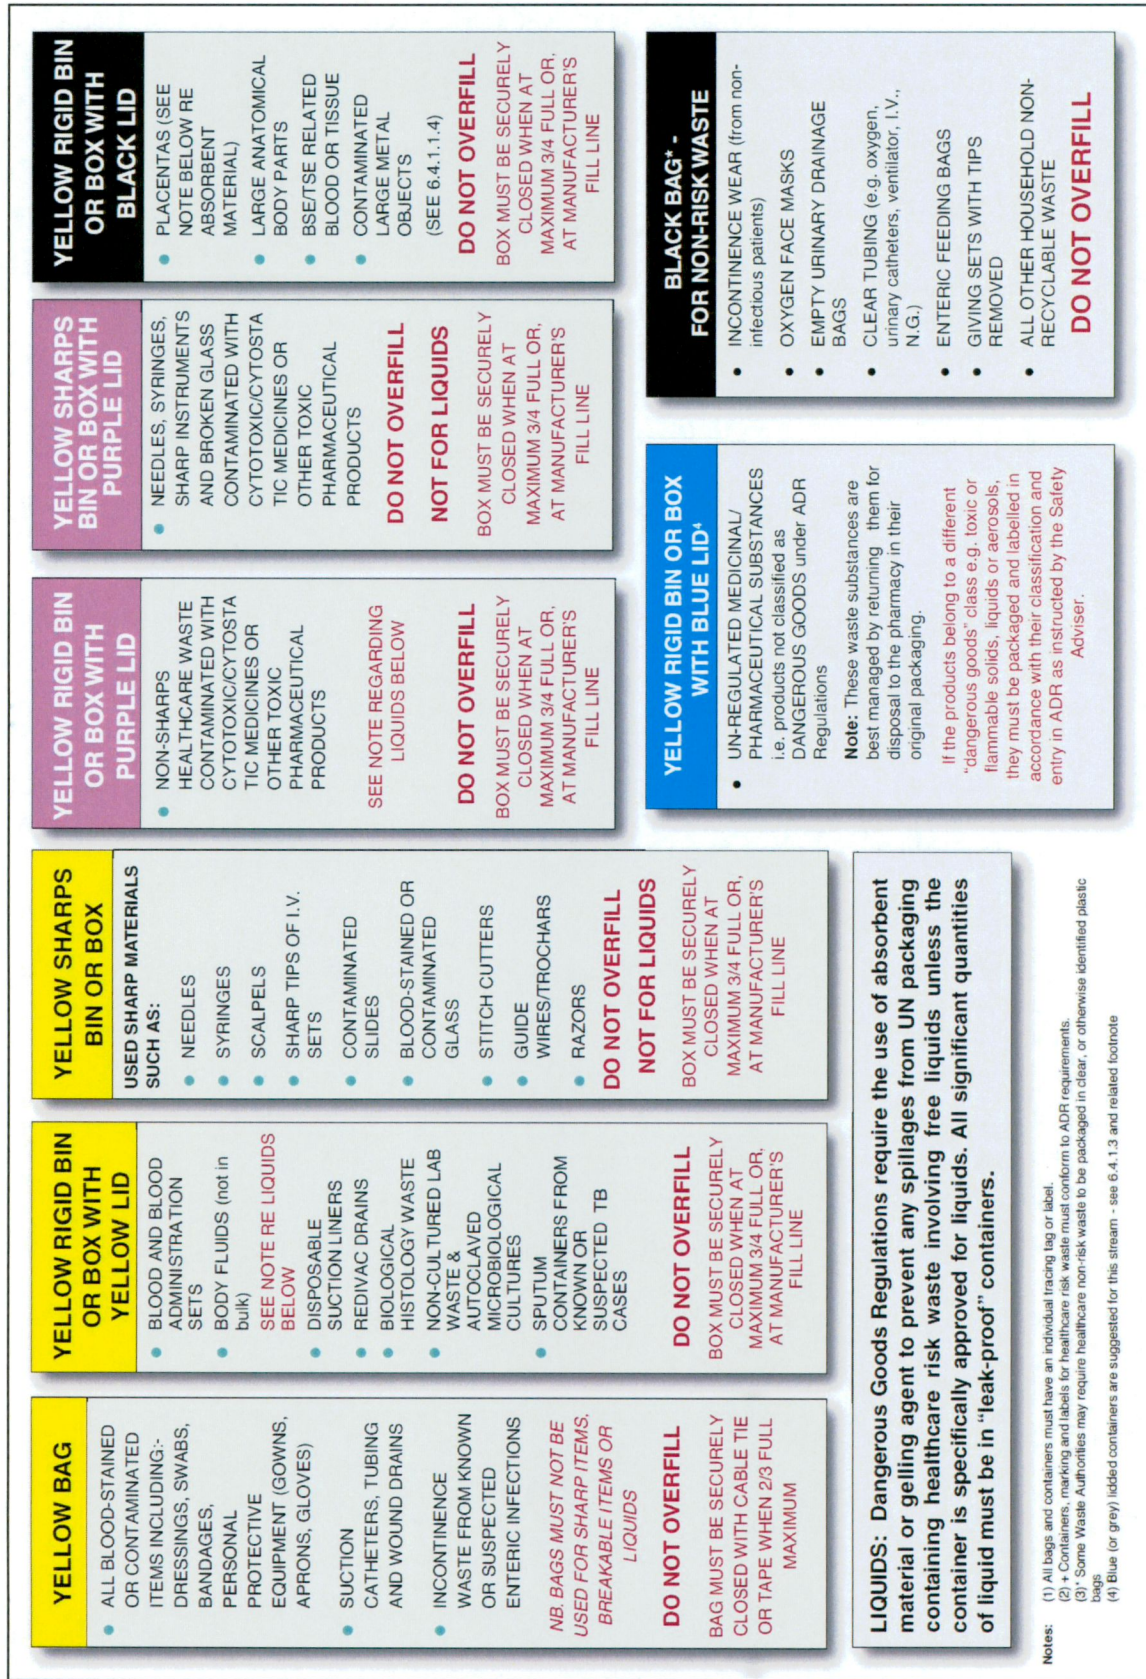 YELLOW BAG
● ALL BLOOD-STAINED
OR CONTAMINATED
ITEMS INCLUDING:-
DRESSINGS, SWABS,
BANDAGES,
PERSONAL
PROTECTIVE
EQUIPMENT (GOWNS,
APRONS, GLOVES)
● SUCTION
CATHETERS, TUBING
AND WOUND DRAINS
● INCONTINENCE
WASTE FROM KNOWN
OR SUSPECTED
ENTERIC INFECTIONS
NB. BAGS MUST NOT BE
USED FOR SHARP ITEMS,
BREAKABLE ITEMS OR
LIQUIDS
DO NOT OVERFILL
BAG MUST BE SECURELY
CLOSED WITH CABLE TIE
OR TAPE WHEN 2/3 FULL
MAXIMUM
YELLOW RIGID BIN
OR BOX WITH
YELLOW LID
● BLOOD AND BLOOD
ADMINISTRATION
SETS
● BODY FLUIDS (not in
bulk)
SEE NOTE RE LIQUIDS
BELOW
● DISPOSABLE
SUCTION LINERS
● REDIVAC DRAINS
● BIOLOGICAL
HISTOLOGY WASTE
● NON-CULTURED LAB
WASTE &
AUTOCLAVED
MICROBIOLOGICAL
CULTURES
● SPUTUM
CONTAINERS FROM
KNOWN OR
SUSPECTED TB
CASES
DO NOT OVERFILL
BOX MUST BE SECURELY
CLOSED WHEN AT
MAXIMUM 3/4 FULL OR,
AT MANUFACTURER'S
FILL LINE
YELLOW SHARPS
BIN OR BOX
USED SHARP MATERIALS
SUCH AS:
● NEEDLES
● SYRINGES
● SCALPELS
● SHARP TIPS OF I.V.
SETS
● CONTAMINATED
SLIDES
● BLOOD-STAINED OR
CONTAMINATED
GLASS
● STITCH CUTTERS
● GUIDE
WIRES/TROCHARS
● RAZORS
DO NOT OVERFILL
NOT FOR LIQUIDS
BOX MUST BE SECURELY
CLOSED WHEN AT
MAXIMUM 3/4 FULL OR,
AT MANUFACTURER'S
FILL LINE
YELLOW RIGID BIN
OR BOX WITH
PURPLE LID
● NON-SHARPS
HEALTHCARE WASTE
CONTAMINATED WITH
CYTOTOXIC/CYTOSTA
TIC MEDICINES OR
OTHER TOXIC
PHARMACEUTICAL
PRODUCTS
SEE NOTE REGARDING
LIQUIDS BELOW
DO NOT OVERFILL
BOX MUST BE SECURELY
CLOSED WHEN AT
MAXIMUM 3/4 FULL OR,
AT MANUFACTURER'S
FILL LINE
YELLOW SHARPS
BIN OR BOX WITH
PURPLE LID
● NEEDLES, SYRINGES,
SHARP INSTRUMENTS
AND BROKEN GLASS
CONTAMINATED WITH
CYTOTOXIC/CYTOSTA
TIC MEDICINES OR
OTHER TOXIC
PHARMACEUTICAL
PRODUCTS
DO NOT OVERFILL
NOT FOR LIQUIDS
BOX MUST BE SECURELY
CLOSED WHEN AT
MAXIMUM 3/4 FULL OR,
AT MANUFACTURER'S
FILL LINE
YELLOW RIGID BIN
OR BOX WITH
BLACK LID
● PLACENTAS (SEE
NOTE BELOW RE
ABSORBENT
MATERIAL)
● LARGE ANATOMICAL
BODY PARTS
● BSE/TSE RELATED
BLOOD OR TISSUE
● CONTAMINATED
LARGE METAL
OBJECTS
(SEE 6.4.1.1.4)
DO NOT OVERFILL
BOX MUST BE SECURELY
CLOSED WHEN AT
MAXIMUM 3/4 FULL OR,
AT MANUFACTURER'S
FILL LINE
LIQUIDS: Dangerous Goods Regulations require the use of absorbent
material or gelling agent to prevent any spillages from UN packaging
containing healthcare risk waste involving free liquids unless the
container is specifically approved for liquids. All significant quantities
of liquid must be in "leak-proof" containers.
YELLOW RIGID BIN OR BOX
WITH BLUE LID⁴
● UN-REGULATED MEDICINAL/
PHARMACEUTICAL SUBSTANCES
i.e. products not classified as
DANGEROUS GOODS under ADR
Regulations
Note: These waste substances are
best managed by returning them for
disposal to the pharmacy in their
original packaging.
If the products belong to a different
"dangerous goods" class e.g. toxic or
flammable solids, liquids or aerosols,
they must be packaged and labelled in
accordance with their classification and
entry in ADR as instructed by the Safety
Adviser.
BLACK BAG* -
FOR NON-RISK WASTE
● INCONTINENCE WEAR (from non-
infectious patients)
● OXYGEN FACE MASKS
● EMPTY URINARY DRAINAGE
BAGS
● CLEAR TUBING (e.g. oxygen,
urinary catheters, ventilator, I.V.,
N.G.)
● ENTERIC FEEDING BAGS
● GIVING SETS WITH TIPS
REMOVED
● ALL OTHER HOUSEHOLD NON-
RECYCLABLE WASTE
DO NOT OVERFILL
Notes: (1) All bags and containers must have an individual tracing tag or label.
(2) + Containers, marking and labels for healthcare risk waste must conform to ADR requirements.
(3)* Some Waste Authorities may require healthcare non-risk waste to be packaged in clear, or otherwise identified plastic
bags
(4) Blue (or grey) lidded containers are suggested for this stream - see 6.4.1.3 and related footnote